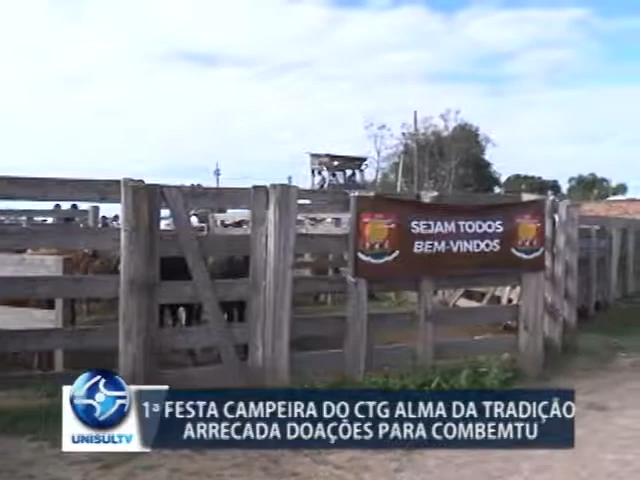 SEJAM TODOS
BEM-VINDOS
1ª FESTA CAMPEIRA DO CTG ALMA DA TRADIÇÃO
ARRECADA DOAÇÕES PARA COMBEMTU
UNISULTV